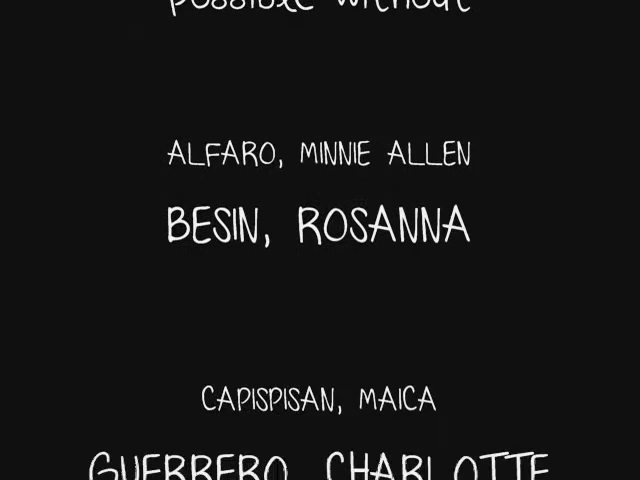 possible without
ALFARO, MINNIE ALLEN
BESIN, ROSANNA
CAPISPISAN, MAICA
GUERRERO, CHARLOTTE